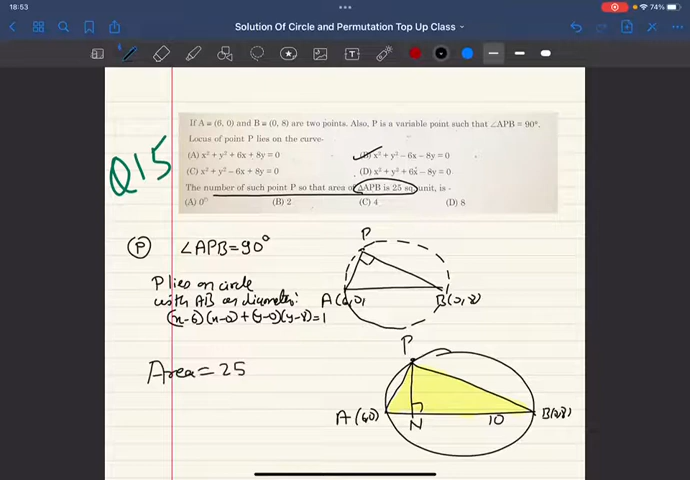 18:53
74%
Solution Of Circle and Permutation Top Up Class
Q15
If A ≡ (6, 0) and B ≡ (0, 8) are two points. Also, P is a variable point such that ∠APB = 90°.
Locus of point P lies on the curve-
(A) x² + y² + 6x + 8y = 0
(B) x² + y² − 6x − 8y = 0
(C) x² + y² − 6x + 8y = 0
(D) x² + y² + 6x − 8y = 0
The number of such point P so that area of ΔAPB is 25 sq. unit, is -
(A) 0
(B) 2
(C) 4
(D) 8
P ∠APB=90°
P
P lies on circle
with AB as diameter:
(x-6)(x-0)+(y-0)(y-8)=1
A(6,0)
B(0,8)
Area=25
P
A(6,0)
N
10
B(0,8)